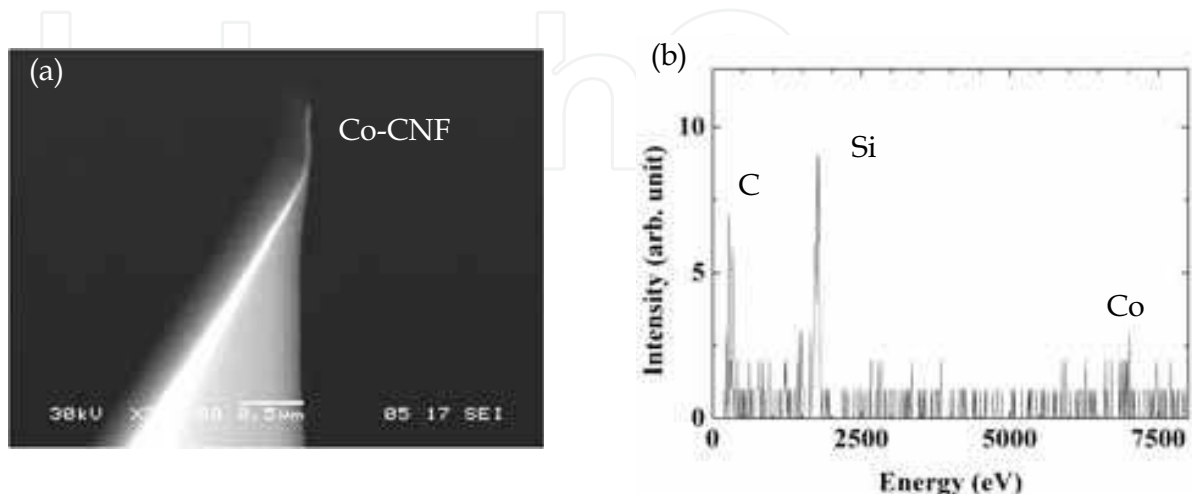 (a)
Co-CNF
30kV
0.5µm
05 17 SEI
(b)
Intensity (arb. unit)
10
5
0
C
Si
Co
0 2500 5000 7500
Energy (eV)